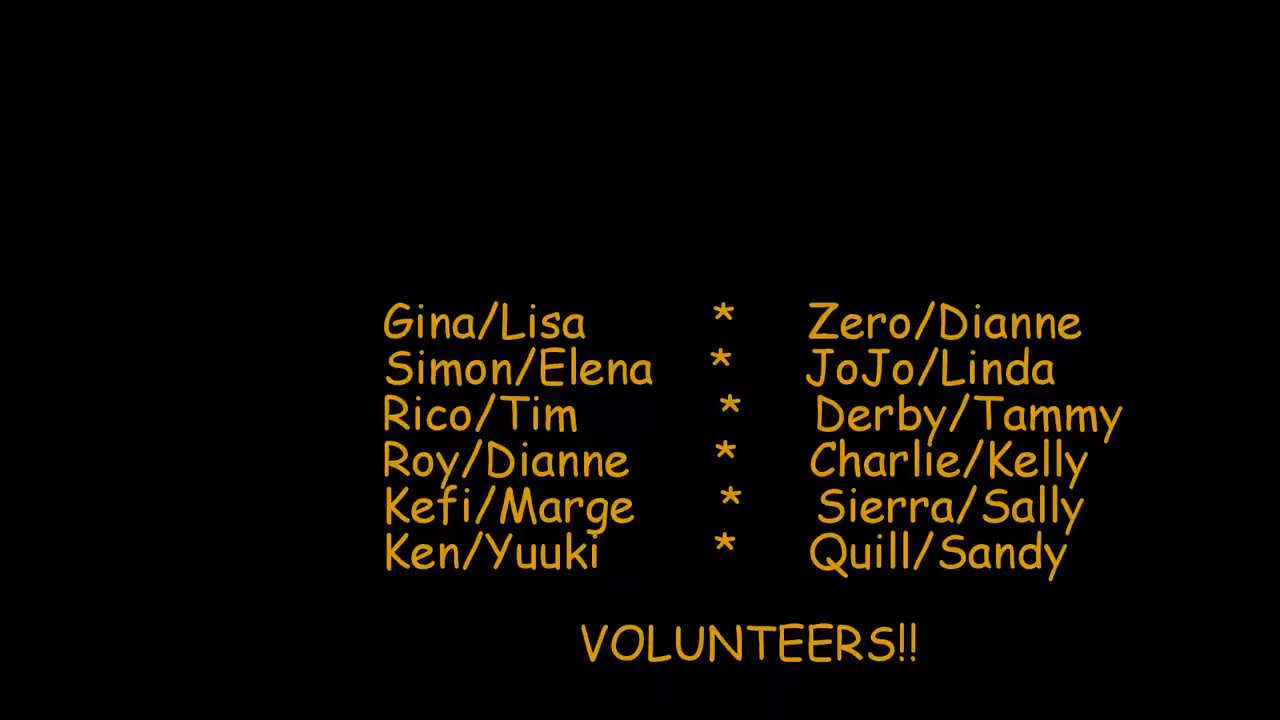 Gina/Lisa * Zero/Dianne
Simon/Elena * JoJo/Linda
Rico/Tim * Derby/Tammy
Roy/Dianne * Charlie/Kelly
Kefi/Marge * Sierra/Sally
Ken/Yuuki * Quill/Sandy
VOLUNTEERS!!